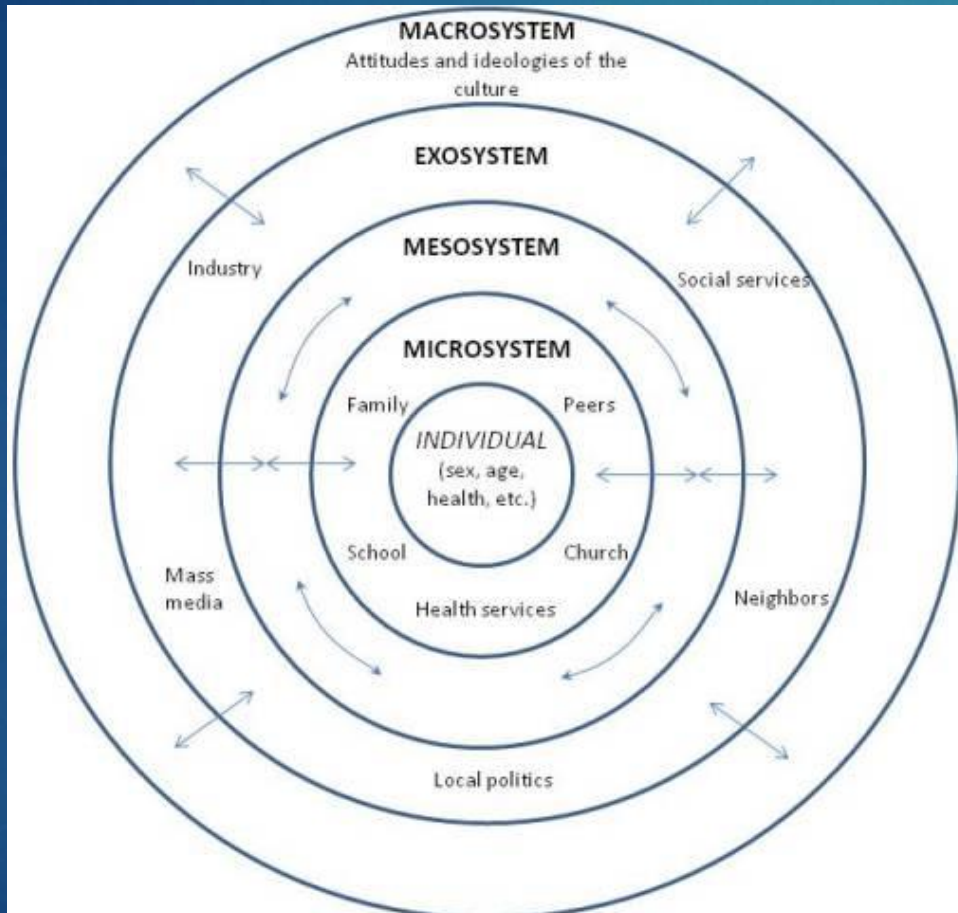 MACROSYSTEM
Attitudes and ideologies of the
culture
EXOSYSTEM
MESOSYSTEM
Industry
Social services
MICROSYSTEM
Family
Peers
INDIVIDUAL
(sex, age,
health, etc.}
School
Church
Mass
media
Health services
Neighbors
Local politics